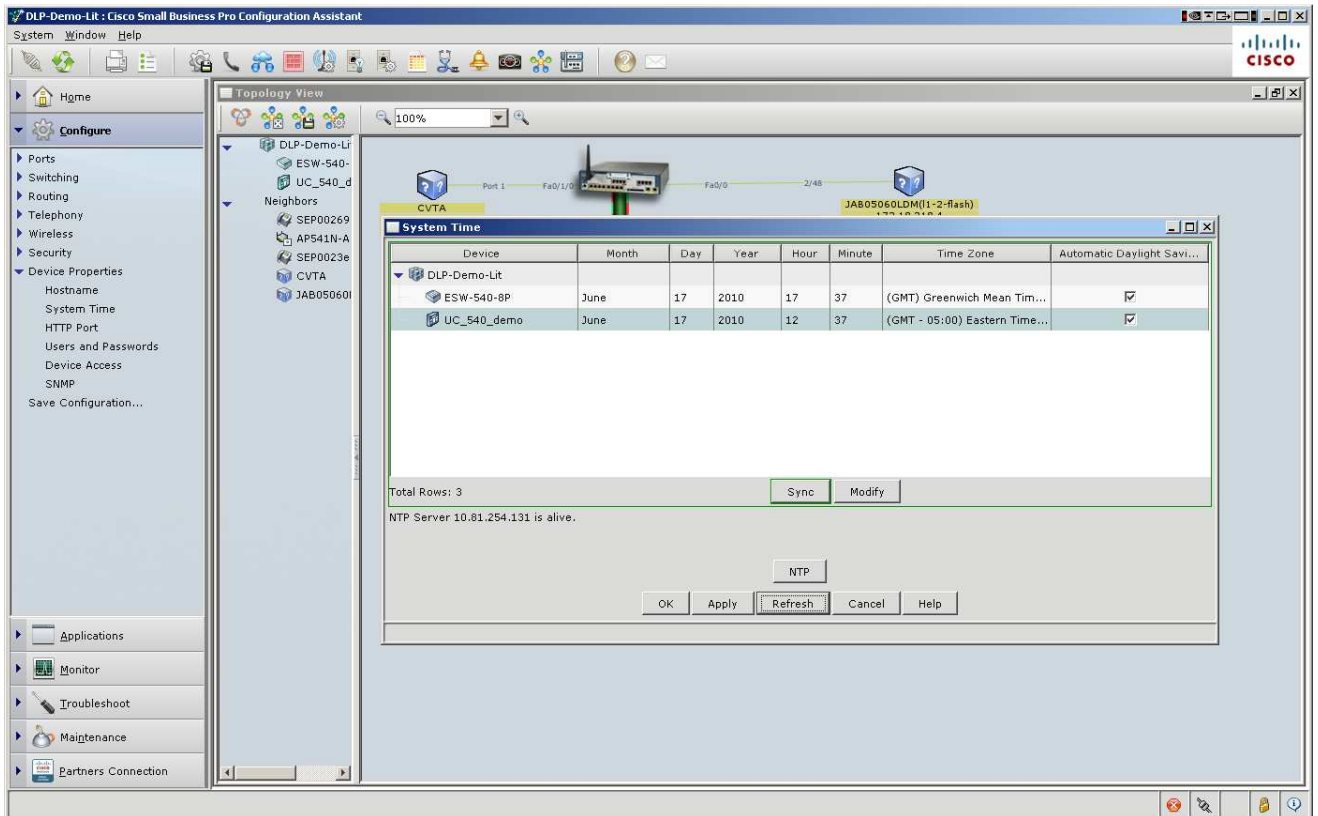 DLP-Demo-Lit : Cisco Small Business Pro Configuration Assistant
System Window Help
CISCO
Home
Configure
Ports
Switching
Routing
Telephony
Wireless
Security
Device Properties
Hostname
System Time
HTTP Port
Users and Passwords
Device Access
SNMP
Save Configuration...
Applications
Monitor
Troubleshoot
Maintenance
Partners Connection
Topology View
100%
DLP-Demo-Li
ESW-540-
UC_540_d
Neighbors
SEP00269
AP541N-A
SEP0023e
CVTA
JAB05060
Port 1 Fa0/1/0 Fa0/0 2/48
CVTA
JAB05060LDM(l1-2-flash)
System Time
Device Month Day Year Hour Minute Time Zone Automatic Daylight Savi...
DLP-Demo-Lit
ESW-540-8P June 17 2010 17 37 (GMT) Greenwich Mean Tim...
UC_540_demo June 17 2010 12 37 (GMT - 05:00) Eastern Time...
Total Rows: 3
Sync Modify
NTP Server 10.81.254.131 is alive.
NTP
OK Apply Refresh Cancel Help